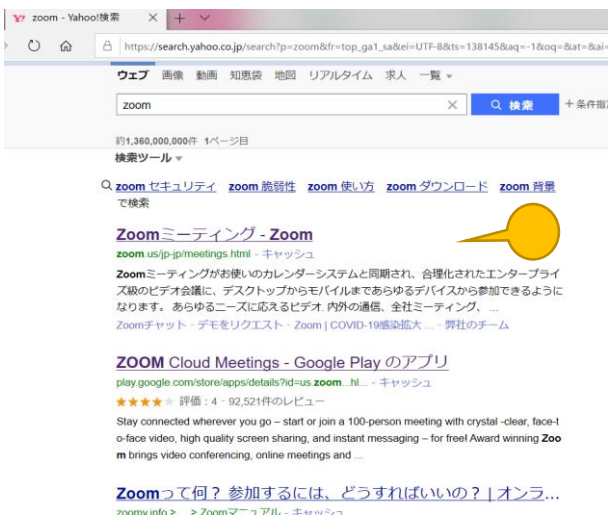 zoom - Yahoo!検索
https://search.yahoo.co.jp/search?p=zoom&fr=top_ga1_sa&ei=UTF-8&ts=138145&aq=-1&oq=&at=&ai=
ウェブ 画像 動画 知恵袋 地図 リアルタイム 求人 一覧
zoom 検索 +条件指
約1,360,000,000件 1ページ目
検索ツール
zoom セキュリティ zoom 脆弱性 zoom 使い方 zoom ダウンロード zoom 背景
で検索
Zoomミーティング - Zoom
zoom.us/jp-jp/meetings.html - キャッシュ
Zoomミーティングがお使いのカレンダーシステムと同期され、合理化されたエンタープライ
ズ級のビデオ会議に、デスクトップからモバイルまであらゆるデバイスから参加できるように
なります。 あらゆるニーズに応えるビデオ. 内外の通信、全社ミーティング、 ...
Zoomチャット - デモをリクエスト - Zoom | COVID-19感染拡大 ... - 弊社のチーム
ZOOM Cloud Meetings - Google Play のアプリ
play.google.com/store/apps/details?id=us.zoom...hl... - キャッシュ
★★★★★ 評価：4 - 92,521件のレビュー
Stay connected wherever you go – start or join a 100-person meeting with crystal -clear, face-t
o-face video, high quality screen sharing, and instant messaging – for free! Award winning Zoo
m brings video conferencing, online meetings and ...
Zoomって何？ 参加するには、どうすればいいの？ | オンラ...
zoomy.info > ... > Zoomマニュアル - キャッシュ